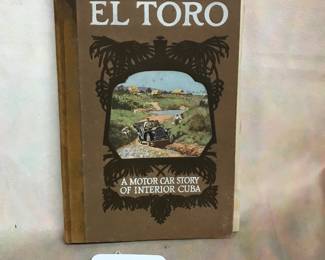 EL TORO
A MOTOR CAR STORY
OF INTERIOR CUBA